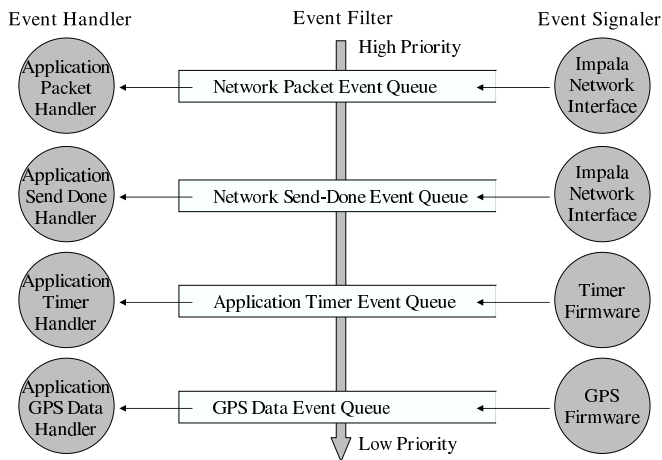 Event Handler
Event Filter
Event Signaler
High Priority
Application
Packet
Handler
Network Packet Event Queue
Impala
Network
Interface
Application
Send Done
Handler
Network Send-Done Event Queue
Impala
Network
Interface
Application
Timer
Handler
Application Timer Event Queue
Timer
Firmware
Application
GPS Data
Handler
GPS Data Event Queue
GPS
Firmware
Low Priority